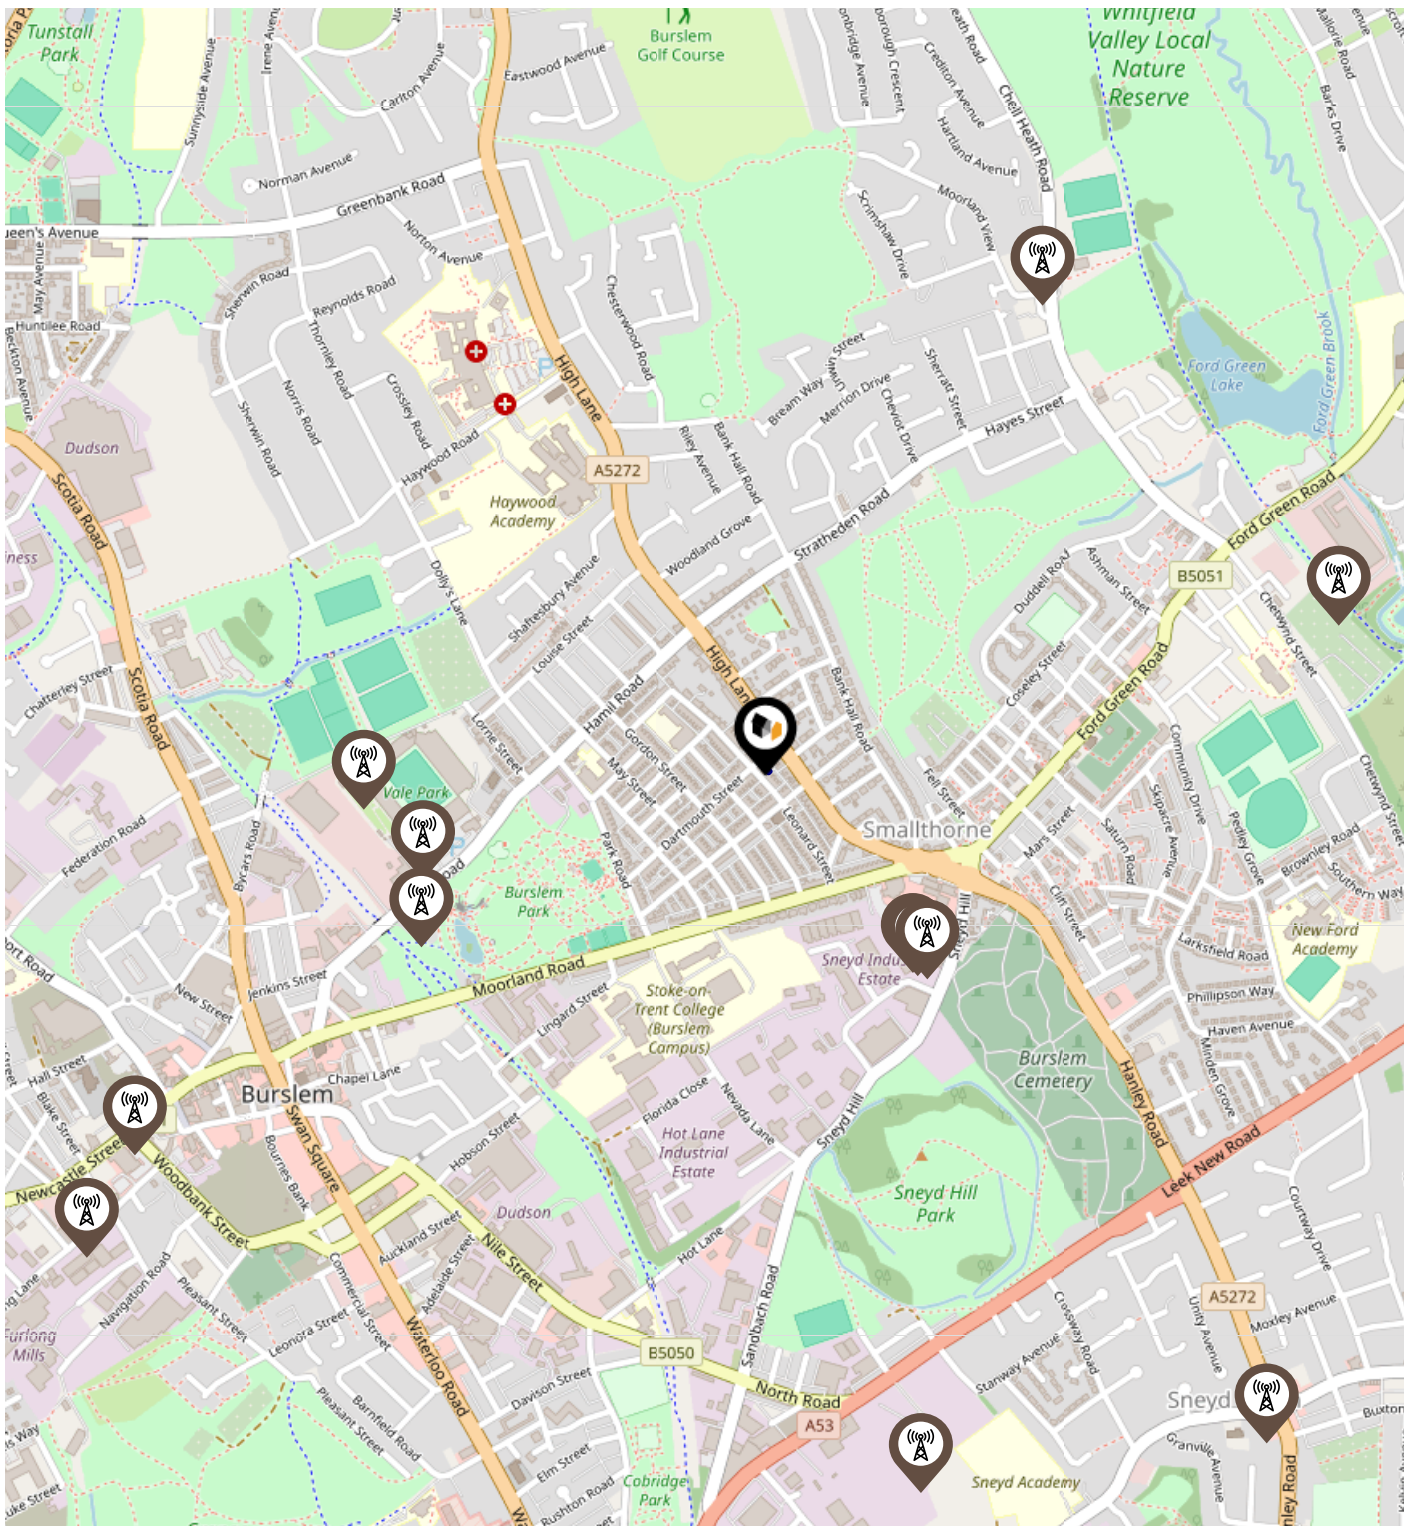 Tunstall
Park
Sunnyside Avenue
Irene Avenue
Carlton Avenue
Eastwood Avenue
Burslem
Golf Course
Crediton Avenue
Hartland Avenue
Chell Heath Road
Whitfield
Valley Local
Nature
Reserve
Mallorie Road
Barks Drive
Norman Avenue
Greenbank Road
Norton Avenue
Moorland View
Scrimshaw Drive
May Avenue
Huntilee Road
Sherwin Road
Reynolds Road
Thornley Road
Chesterwood Road
High Lane
Ford Green
Lake
Ford Green Brook
Bream Way
Merrion Drive
Cheviot Drive
Sherratt Street
Hayes Street
Dudson
Sherwin Road
Norris Road
Crossley Road
Haywood Road
Riley Avenue
Bank Hall Road
A5272
Scotia Road
Haywood
Academy
Stratheden Road
Ford Green Road
Woodland Grove
B5051
Dolly's Lane
Shaftesbury Avenue
Louise Street
Duddell Road
Ashman Street
Chetwynd Street
Chatterley Street
Scotia Road
High Lane
Bank Hall Road
Coseley Street
Ford Green Road
Hamil Road
Lorne Street
Gordon Street
May Street
Dartmouth Street
Leonard Street
Fell Street
Community Drive
Chetwynd Street
Vale Park
Federation Road
Bycars Road
Park Road
Smallthorne
Mars Street
Saturn Road
Skipacre Avenue
Pedley Grove
Brownley Road
Southern Way
Burslem
Park
Clift Street
New Ford
Academy
Larksfield Road
Sneyd Hill
Estate
Moorland Road
Jenkins Street
New Street
Lingard Street
Stoke-on-
Trent College
(Burslem
Campus)
Phillipson Way
Haven Avenue
Minden Grove
Hall Street
Blake Street
Chapel Lane
Burslem
Florida Close
Nevada Lane
Burslem
Cemetery
Hanley Road
Sneyd Hill
Hot Lane
Industrial
Estate
Hobson Street
Swan Square
Bournes Bank
Newcastle Street
Woodbank Street
Leek New Road
Sneyd Hill
Park
Courtway Drive
Dudson
Auckland Street
Adelaide Street
Nile Street
Hot Lane
Navigation Road
Pleasant Street
Commercial Street
Leonora Street
Sandbach Road
A5272
Unity Avenue
Moxley Avenue
Crossway Road
Stanway Avenue
Furlong
Mills
Waterloo Road
B5050
Davison Street
North Road
A53
Pleasant Street
Barnfield Road
Elm Street
Rushton Road
Cobridge
Park
Sneyd Academy
Granville Avenue
Buxton